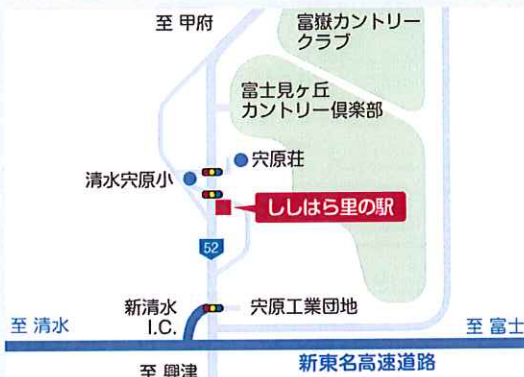 至 甲府
富嶽カントリー
クラブ
富士見ヶ丘
カントリー倶楽部
穴原荘
清水宍原小
ししはら里の駅
52
新清水
I.C.
宍原工業団地
至 清水
至 富士
新東名高速道路
至 興津